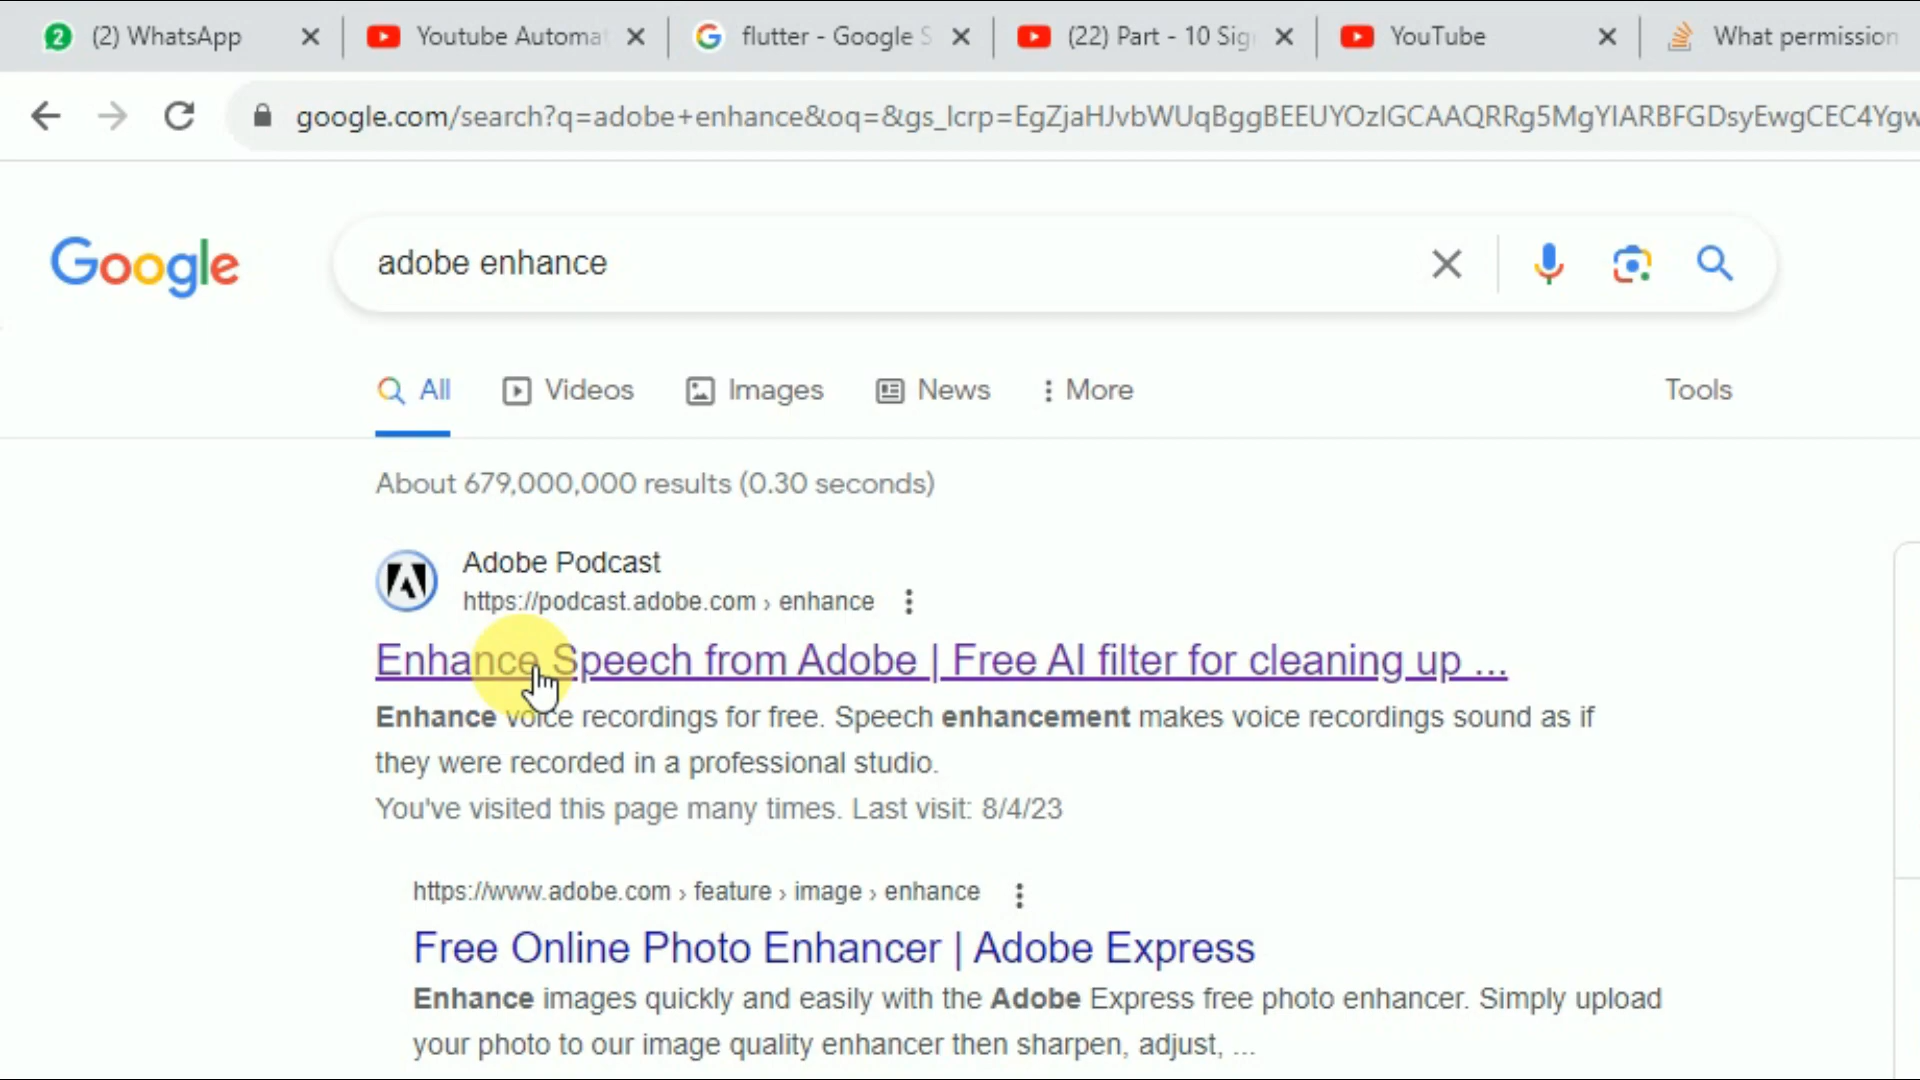 2 (2) WhatsApp
Youtube Automat
flutter - Google S
(22) Part - 10 Sig
YouTube
What permission
google.com/search?q=adobe+enhance&oq=&gs_lcrp=EgZjaHJvbWUqBggBEEUYOzIGCAAQRRg5MgYIARBFGDsyEwgCEC4Ygw
Google
adobe enhance
All
Videos
Images
News
More
Tools
About 679,000,000 results (0.30 seconds)
Adobe Podcast
https://podcast.adobe.com › enhance
Enhance Speech from Adobe | Free AI filter for cleaning up ...
Enhance voice recordings for free. Speech enhancement makes voice recordings sound as if
they were recorded in a professional studio.
You've visited this page many times. Last visit: 8/4/23
https://www.adobe.com › feature › image › enhance
Free Online Photo Enhancer | Adobe Express
Enhance images quickly and easily with the Adobe Express free photo enhancer. Simply upload
your photo to our image quality enhancer then sharpen, adjust, ...